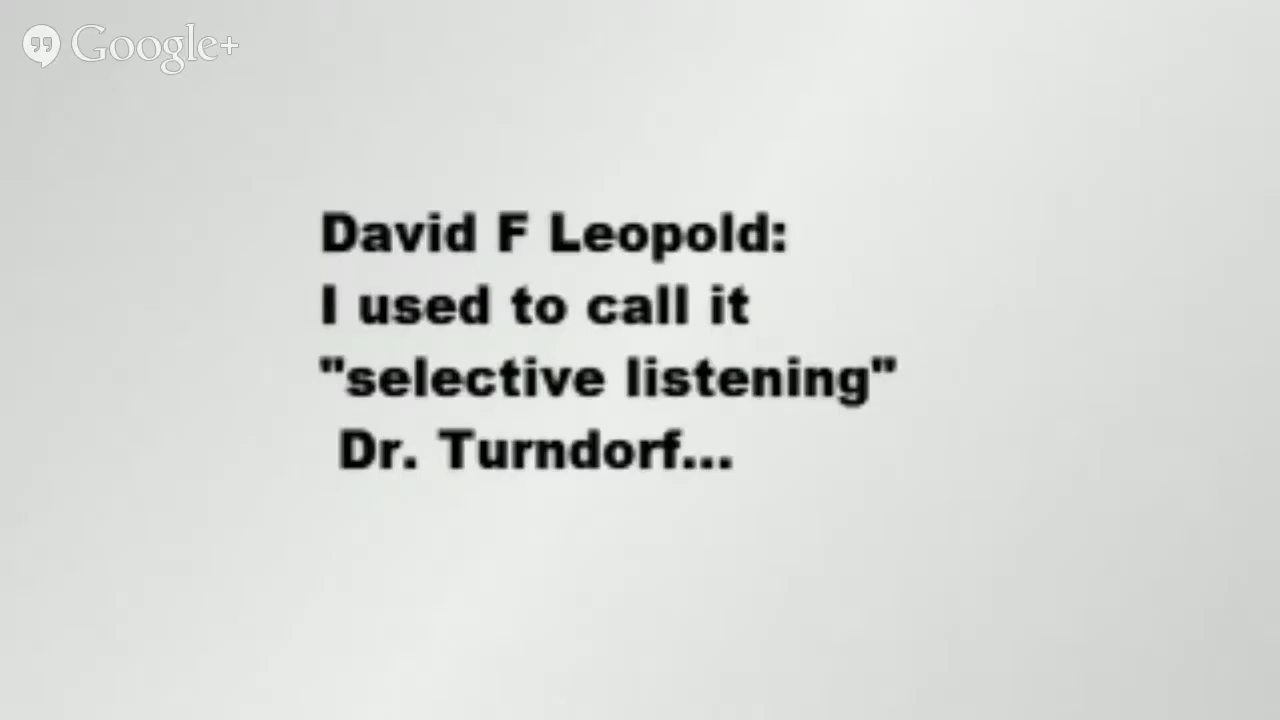 Google+
David F Leopold:
I used to call it
"selective listening"
Dr. Turndorf...